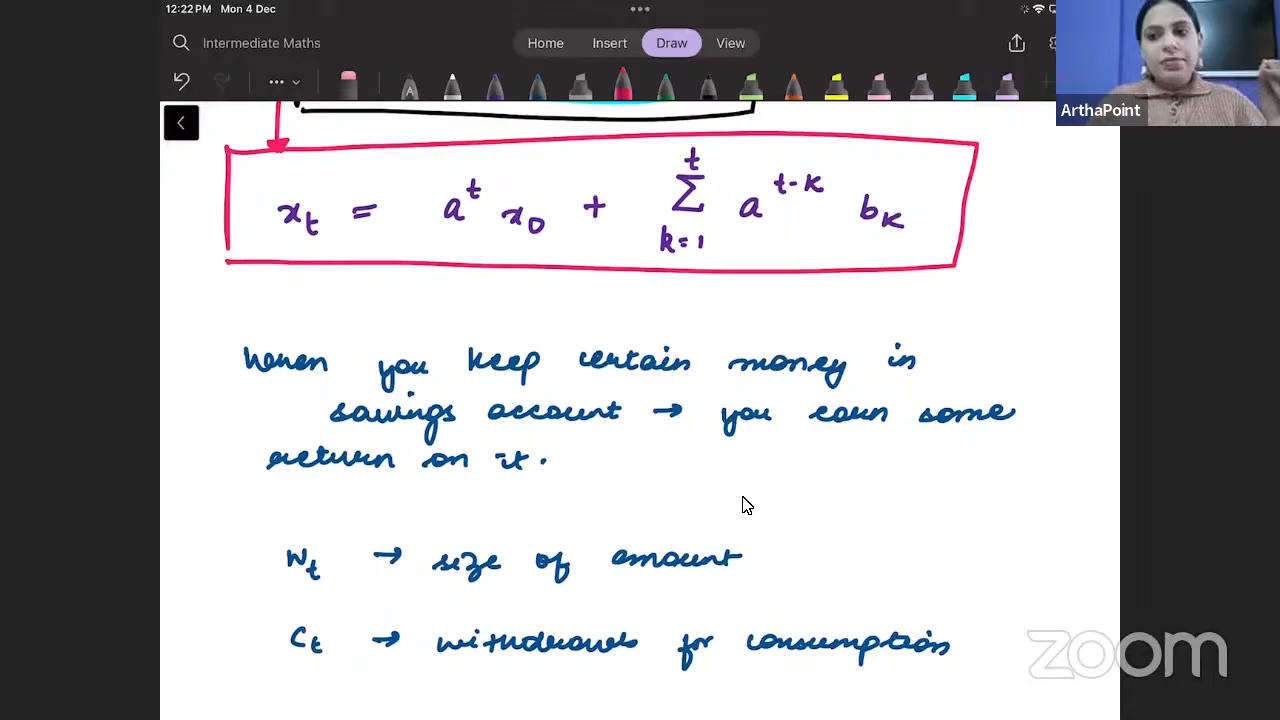 12:22 PM Mon 4 Dec
Intermediate Maths
Home Insert Draw View
A
ArthaPoint
x_t = a^t x_0 + Σ_{k=1}^{t} a^{t-k} b_k
When you keep certain money in
savings account → you earn some
return on it.
W_t → size of amount
C_t → withdrawls for consumption
zoom